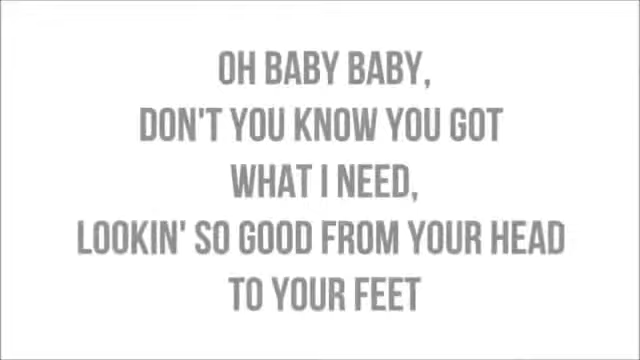 OH BABY BABY,
DON'T YOU KNOW YOU GOT
WHAT I NEED,
LOOKIN' SO GOOD FROM YOUR HEAD
TO YOUR FEET